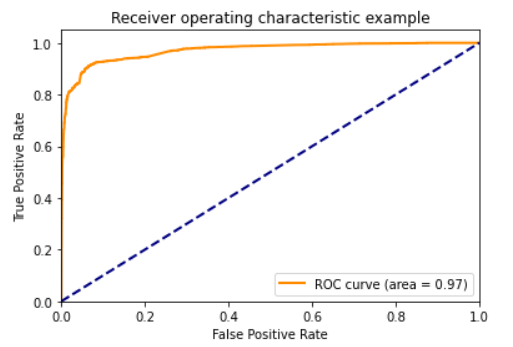 Receiver operating characteristic example
1.0
0.8
0.6
0.4
0.2
0.0
True Positive Rate
ROC curve (area = 0.97)
0.0 0.2 0.4 0.6 0.8 1.0
False Positive Rate